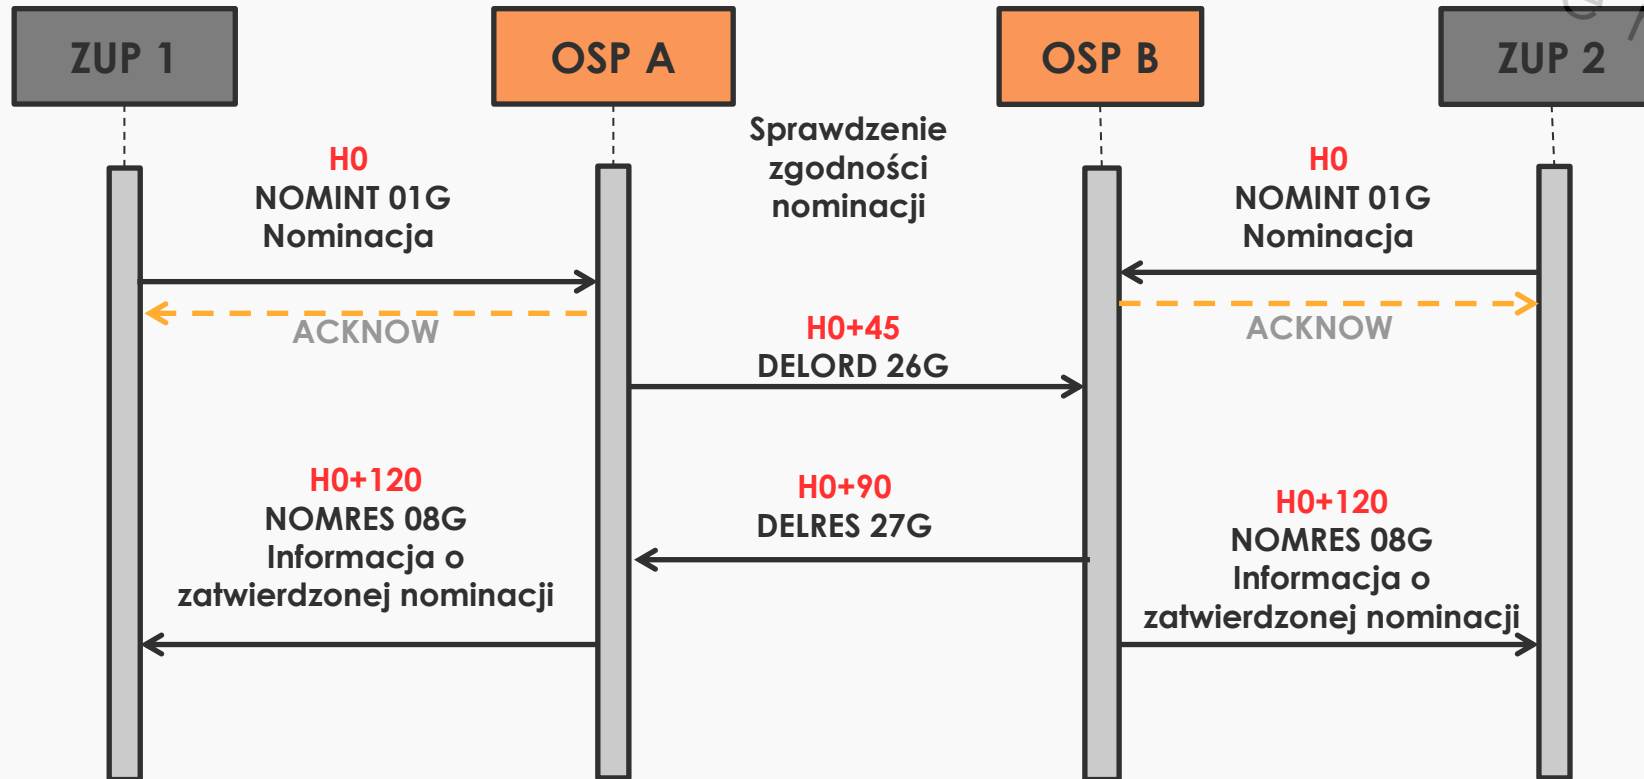 ZUP 1
OSP A
OSP B
ZUP 2
Sprawdzenie
zgodności
nominacji
H0
NOMINT 01G
Nominacja
H0
NOMINT 01G
Nominacja
ACKNOW
ACKNOW
H0+45
DELORD 26G
H0+120
NOMRES 08G
Informacja o
zatwierdzonej nominacji
H0+90
DELRES 27G
H0+120
NOMRES 08G
Informacja o
zatwierdzonej nominacji